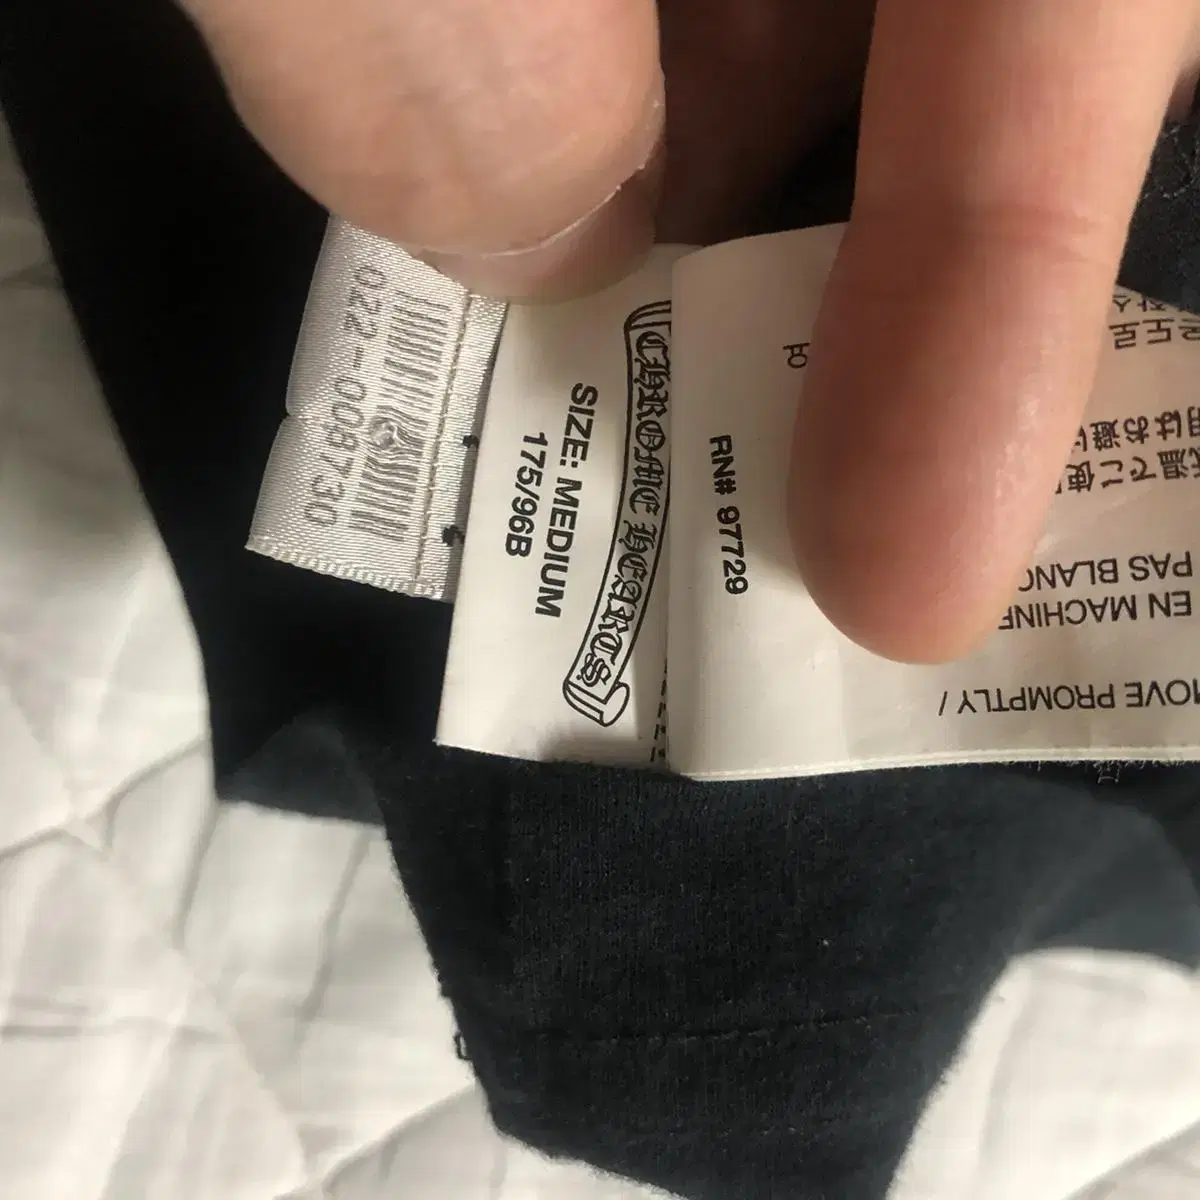 022-008730
CHROME HEARTS
SIZE: MEDIUM
175/96B
RN# 97729
MOVE PROMPTLY /
EN MACHINE
PAS BLANC